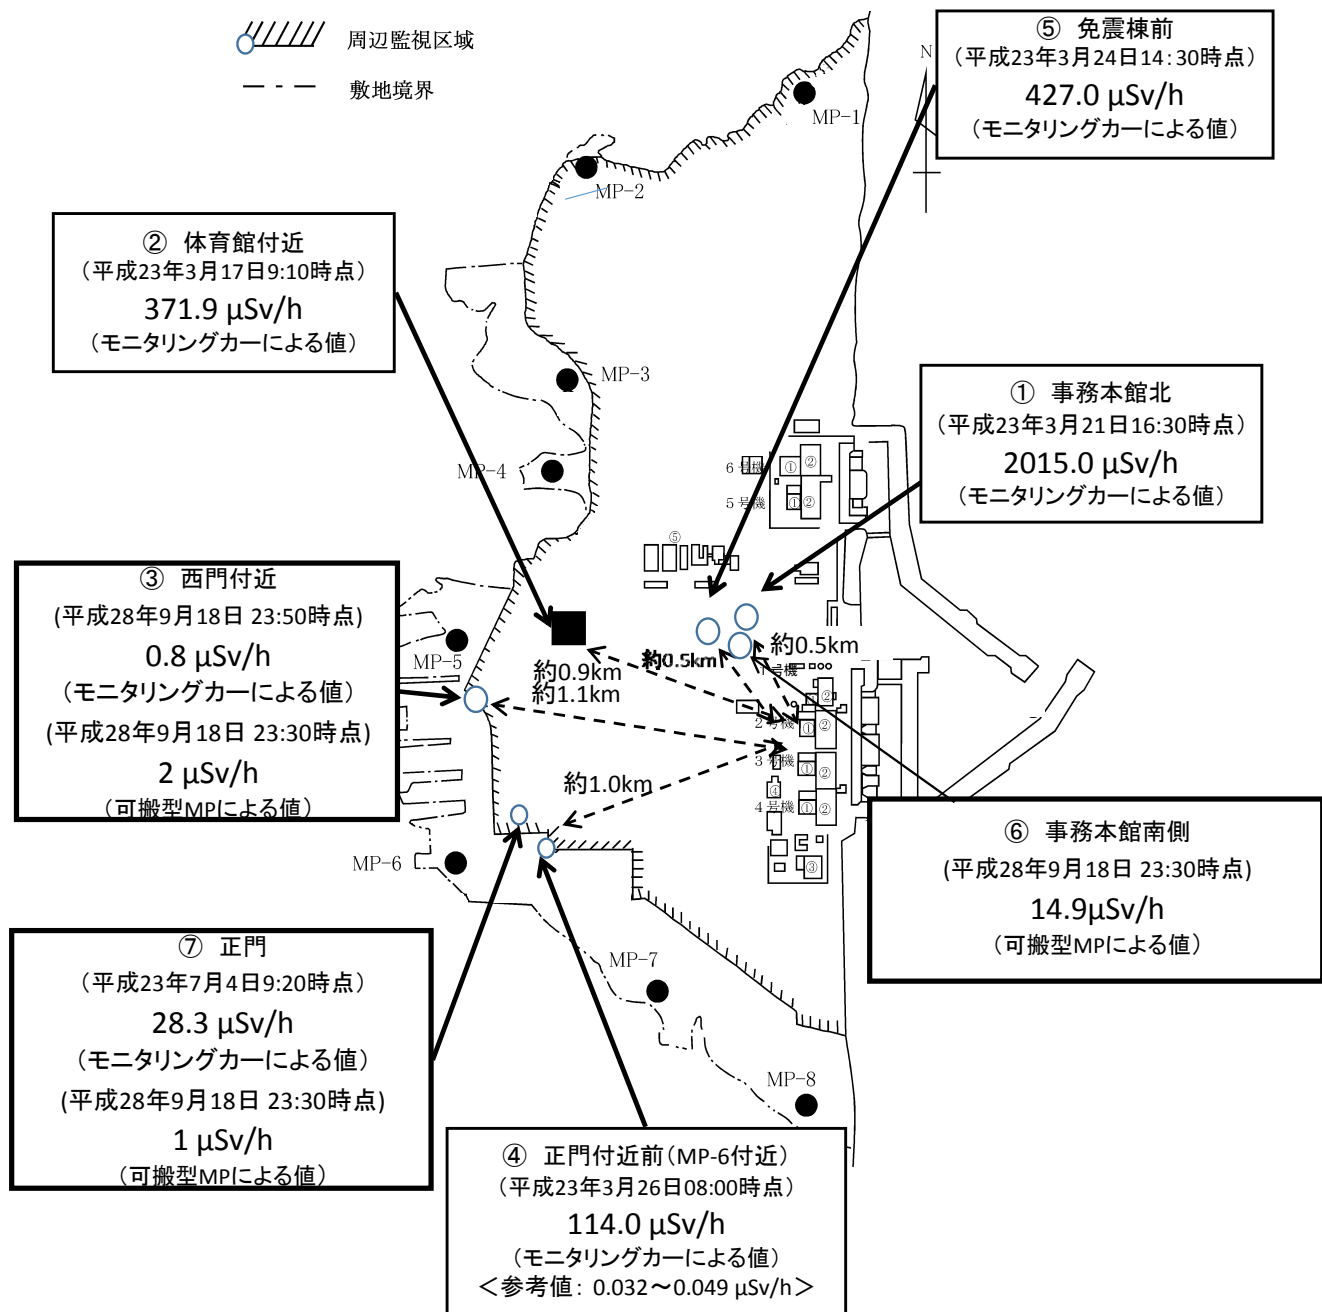 周辺監視区域
敷地境界
⑤ 免震棟前
(平成23年3月24日14:30時点)
427.0 μSv/h
(モニタリングカーによる値)
N
MP-1
MP-2
② 体育館付近
(平成23年3月17日9:10時点)
371.9 μSv/h
(モニタリングカーによる値)
MP-3
① 事務本館北
(平成23年3月21日16:30時点)
2015.0 μSv/h
(モニタリングカーによる値)
MP-4
6号機
①
②
5号機
①
②
⑤
③ 西門付近
(平成28年9月18日 23:50時点)
0.8 μSv/h
(モニタリングカーによる値)
(平成28年9月18日 23:30時点)
2 μSv/h
(可搬型MPによる値)
MP-5
約0.9km
約1.1km
約0.5km
約0.5km
1号機
②
2号機
①
②
3号機
①
②
④
4号機
①
②
③
約1.0km
MP-6
⑥ 事務本館南側
(平成28年9月18日 23:30時点)
14.9μSv/h
(可搬型MPによる値)
⑦ 正門
(平成23年7月4日9:20時点)
28.3 μSv/h
(モニタリングカーによる値)
(平成28年9月18日 23:30時点)
1 μSv/h
(可搬型MPによる値)
MP-7
MP-8
④ 正門付近前(MP-6付近)
(平成23年3月26日08:00時点)
114.0 μSv/h
(モニタリングカーによる値)
<参考値: 0.032～0.049 μSv/h>